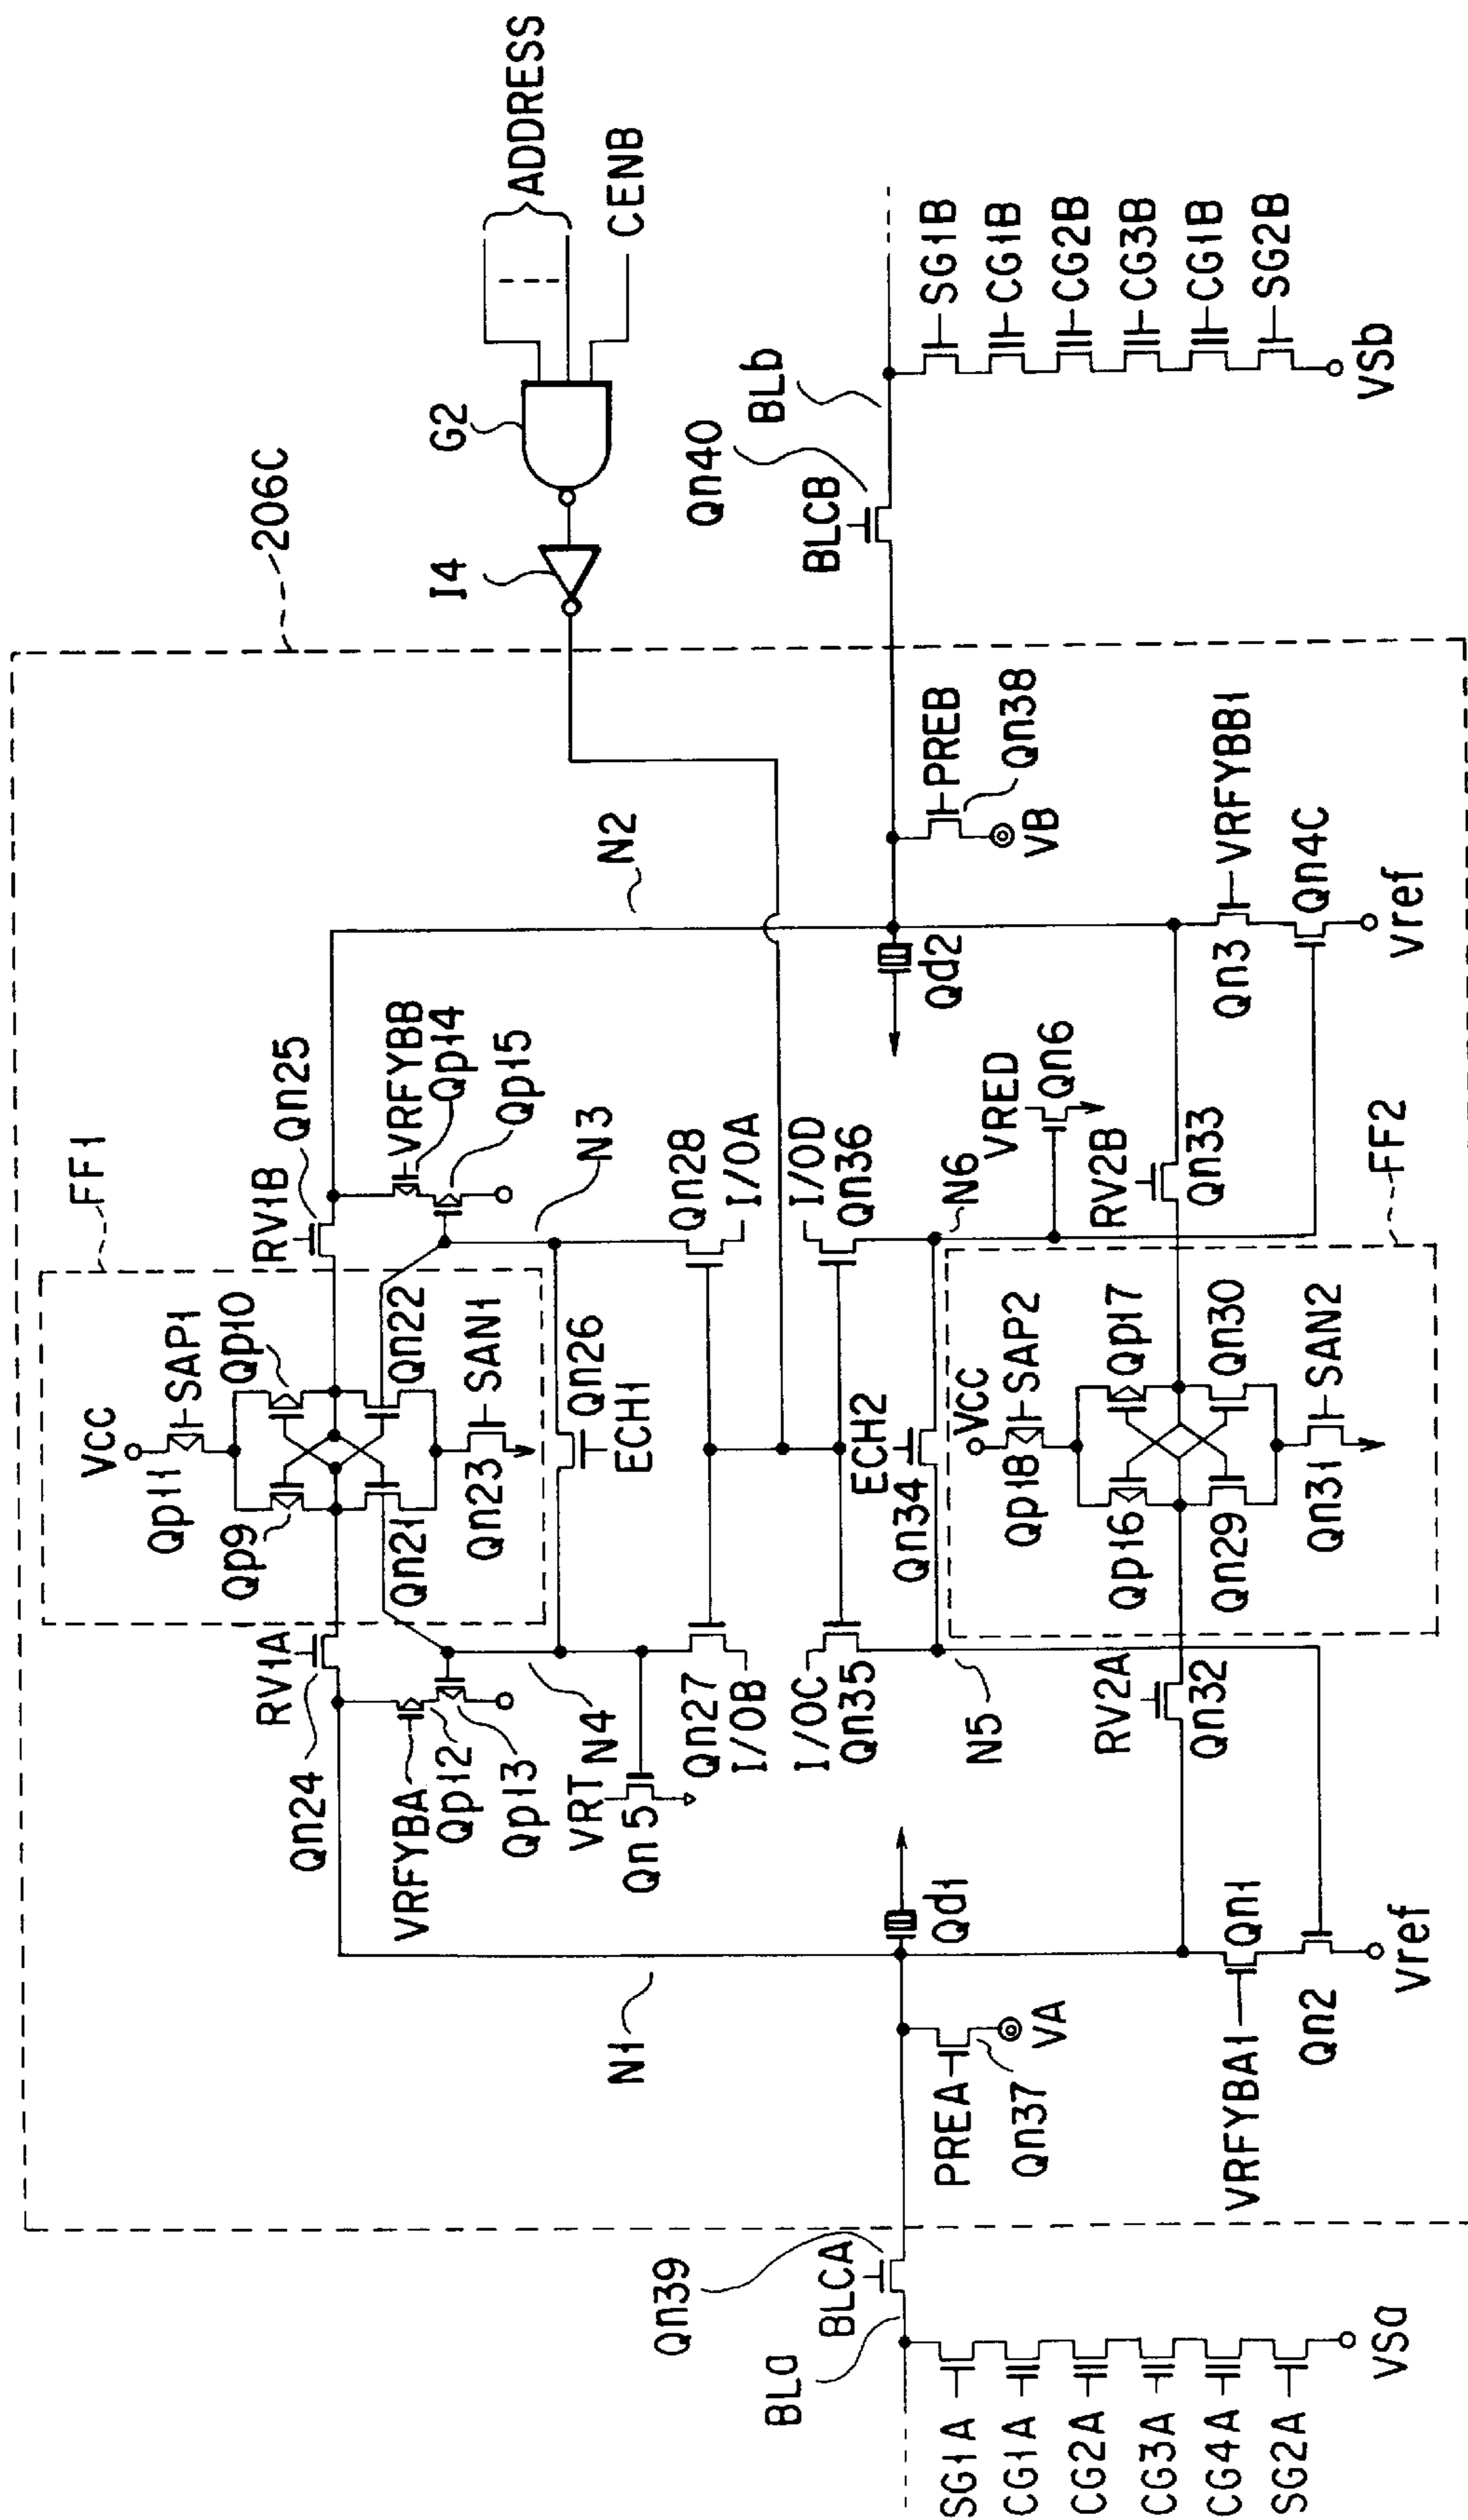 FF1
206C
VCC
Qp11
SAP1
RV1A
Qp9
Qp10
RV1B
Qn25
Qn24
Qn21
Qn22
VRFYBA
Qp12
Qp13
Qn23
SAN1
VRFYBB
Qp14
Qp15
Qn26
ECH1
N3
N4
VRT
Qn5
Qn27
I/OB
Qn28
I/OA
N1
N2
I4
G2
ADDRESS
CENB
I/OC
Qn35
I/OD
Qn36
Qn39
BLCA
BLa
Qd1
Qd2
Qn40
BLCB
BLb
ECH2
Qn34
N5
N6
VRED
Qn6
PREA
Qn37
VA
PREB
Qn38
VB
VCC
Qp18
SAP2
RV2A
Qn32
Qp16
Qp17
RV2B
Qn33
Qn29
Qn30
Qn31
SAN2
FF2
VRFYBA1
Qn1
Qn2
Vref
Qn3
VRFYBB1
Qn4C
Vref
SG1A
CG1A
CG2A
CG3A
CG4A
SG2A
VSa
SG1B
CG1B
CG2B
CG3B
CG1B
SG2B
VSb